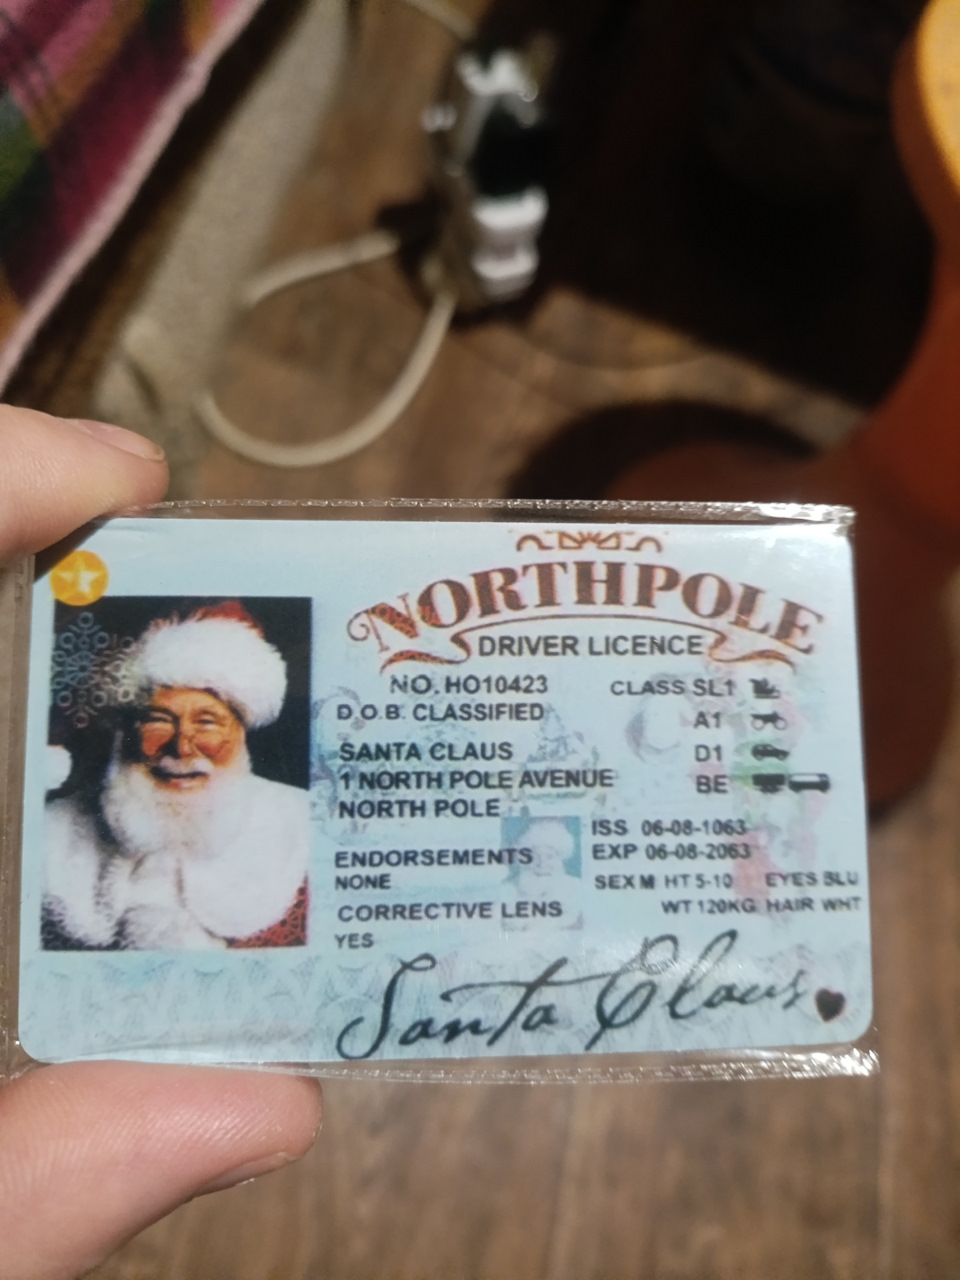 NORTHPOLE
DRIVER LICENCE
NO. HO10423
D.O.B. CLASSIFIED
SANTA CLAUS
1 NORTH POLE AVENUE
NORTH POLE
ENDORSEMENTS
NONE
CORRECTIVE LENS
YES
CLASS SL1
A1
D1
BE
ISS 06-08-1063
EXP 06-08-2063
SEX M HT 5-10 EYES BLU
WT 120KG HAIR WHT
Santa Claus